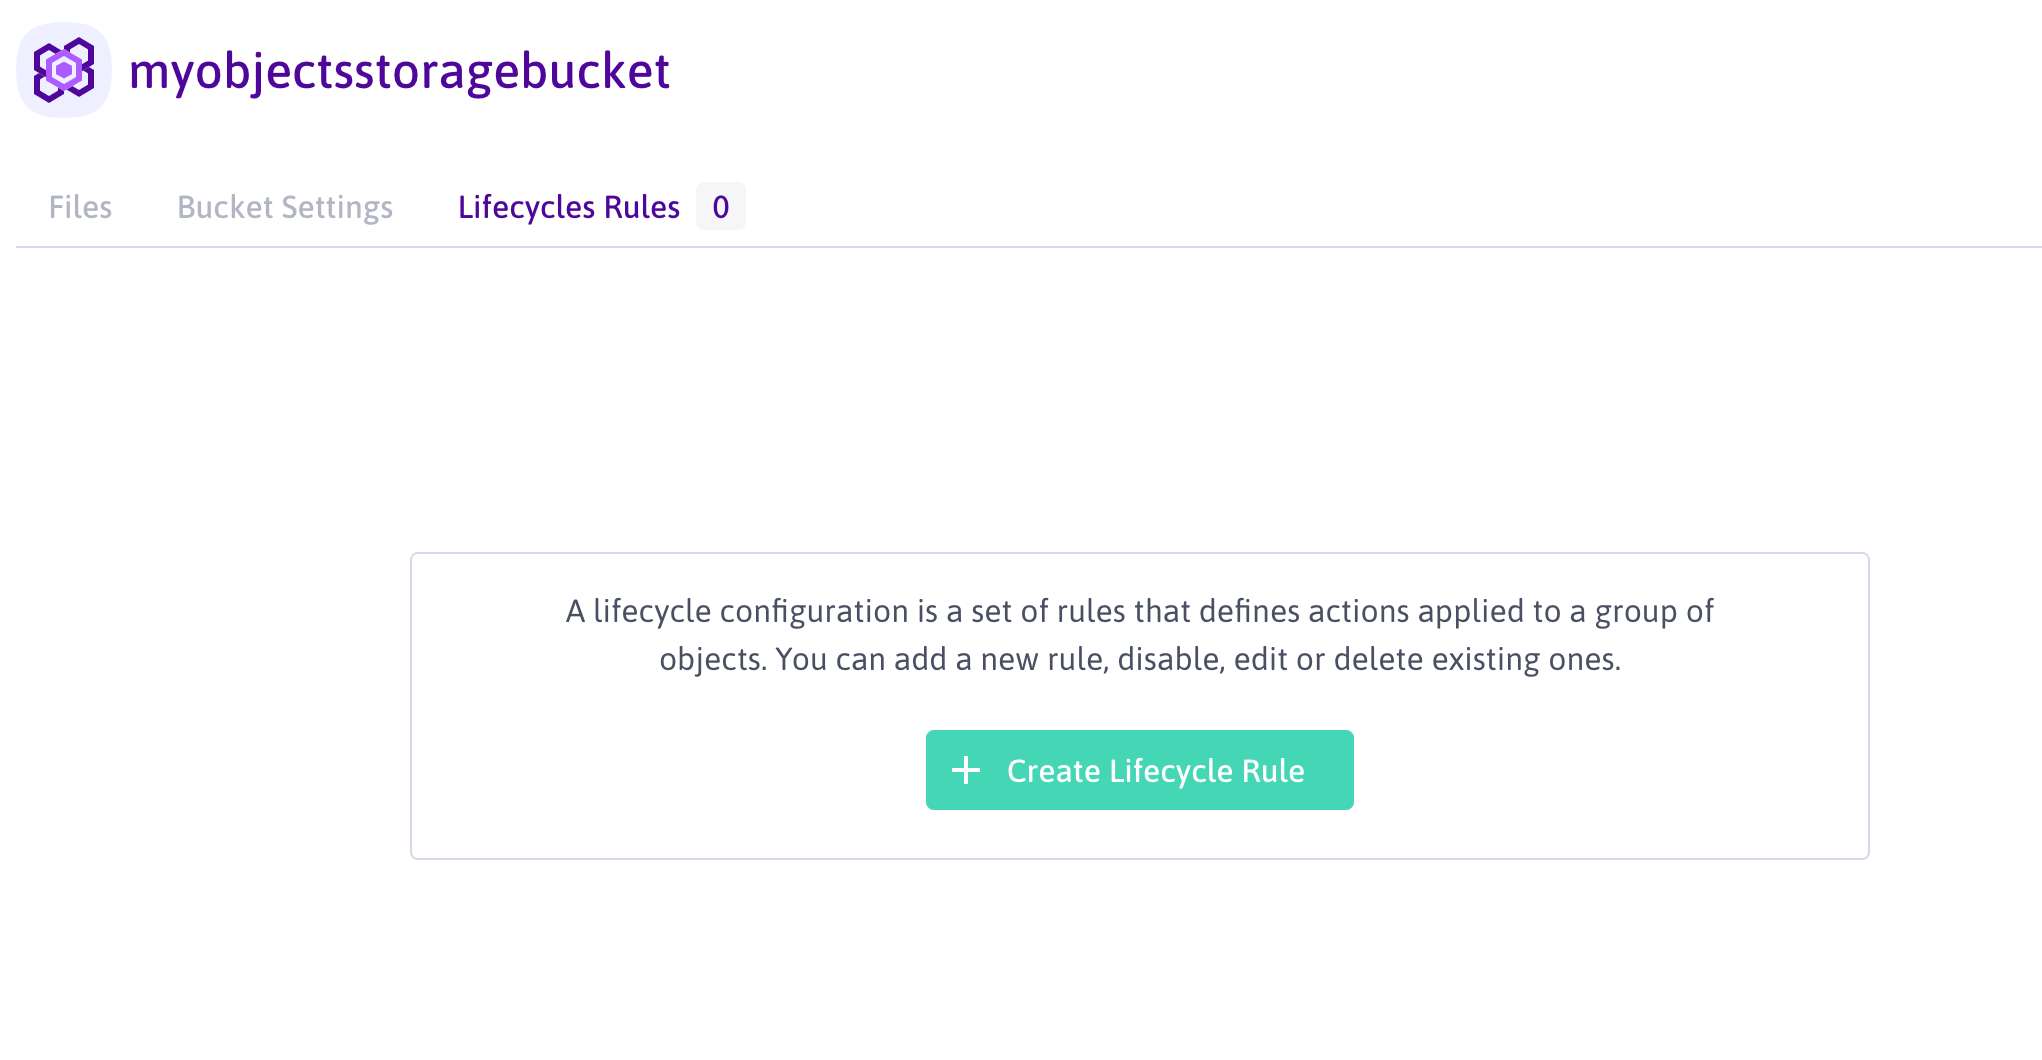 myobjectsstoragebucket
Files Bucket Settings Lifecycles Rules 0
A lifecycle configuration is a set of rules that defines actions applied to a group of
objects. You can add a new rule, disable, edit or delete existing ones.
+ Create Lifecycle Rule